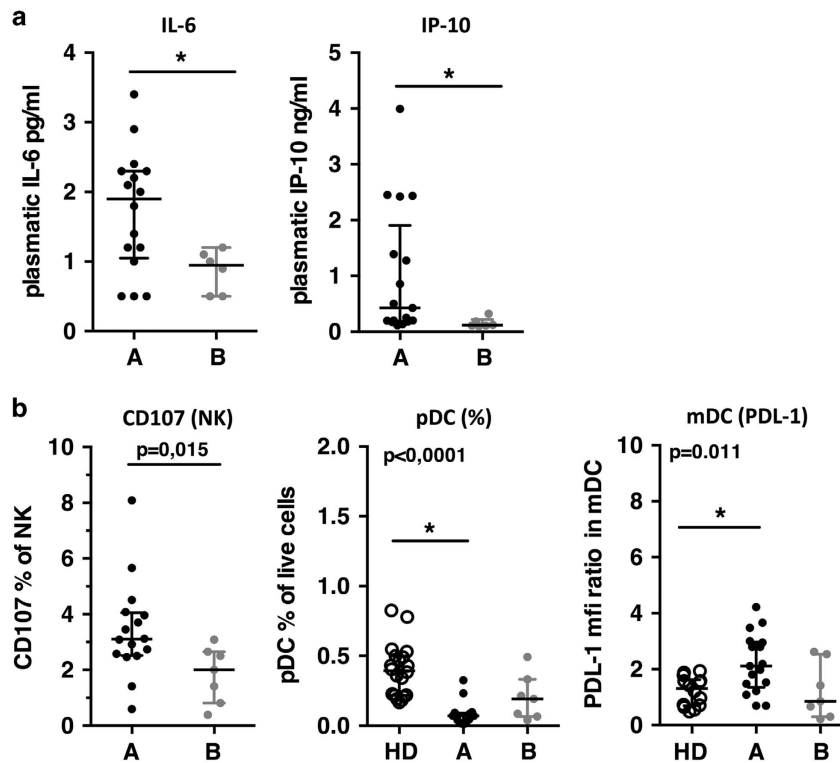 a
IL-6
plasmatic IL-6 pg/ml
4
3
2
1
0
*
A B
IP-10
plasmatic IP-10 ng/ml
5
4
3
2
1
0
*
A B
b
CD107 (NK)
CD107 % of NK
10
8
6
4
2
0
p=0,015
A B
pDC (%)
pDC % of live cells
2.0
1.5
1.0
0.5
0.0
p<0,0001
*
HD A B
mDC (PDL-1)
PDL-1 mfi ratio in mDC
10
8
6
4
2
0
p=0.011
*
HD A B